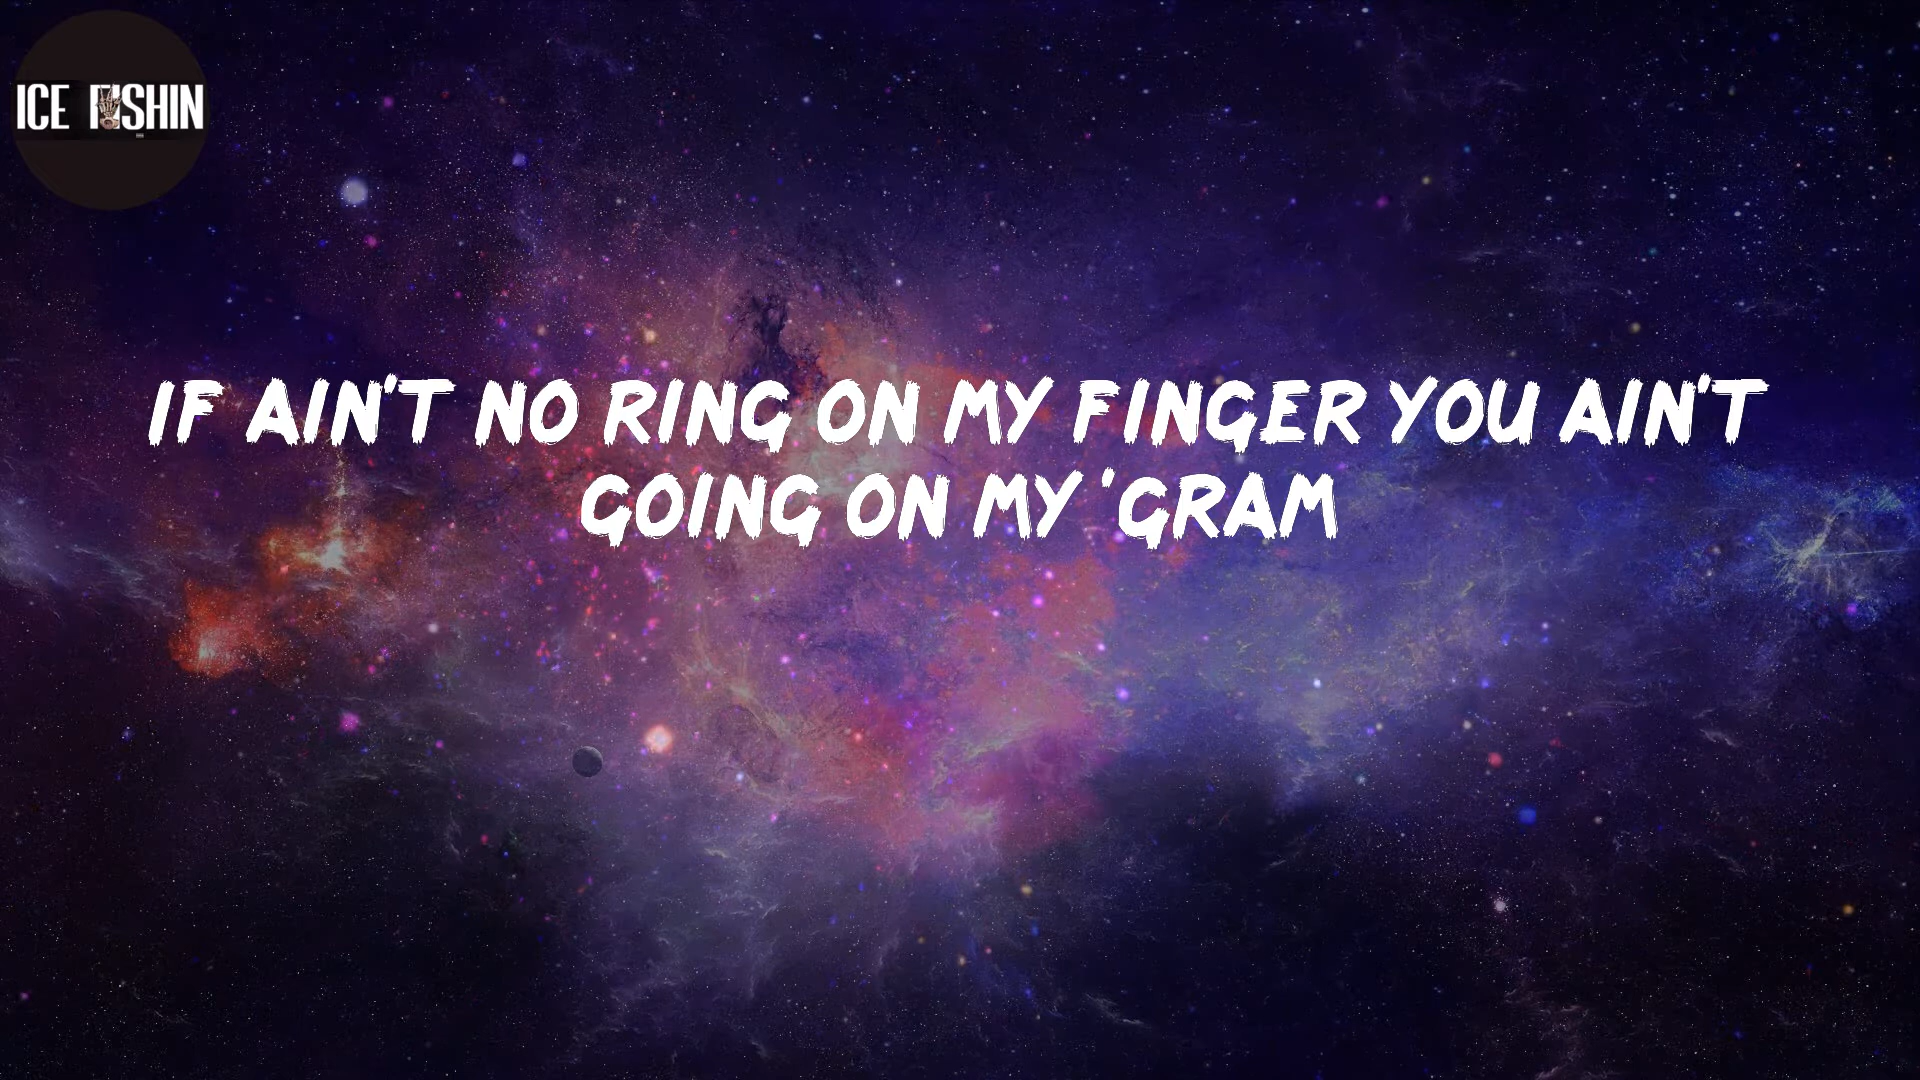 ICE FISHIN
IF AIN'T NO RING ON MY FINGER YOU AIN'T
GOING ON MY 'GRAM